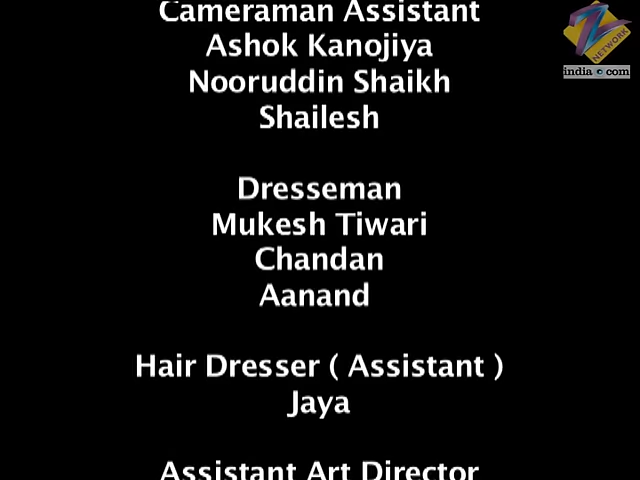 Cameraman Assistant
Ashok Kanojiya
Nooruddin Shaikh
Shailesh
Dresseman
Mukesh Tiwari
Chandan
Aanand
Hair Dresser ( Assistant )
Jaya
Assistant Art Director
NETWORK
india com